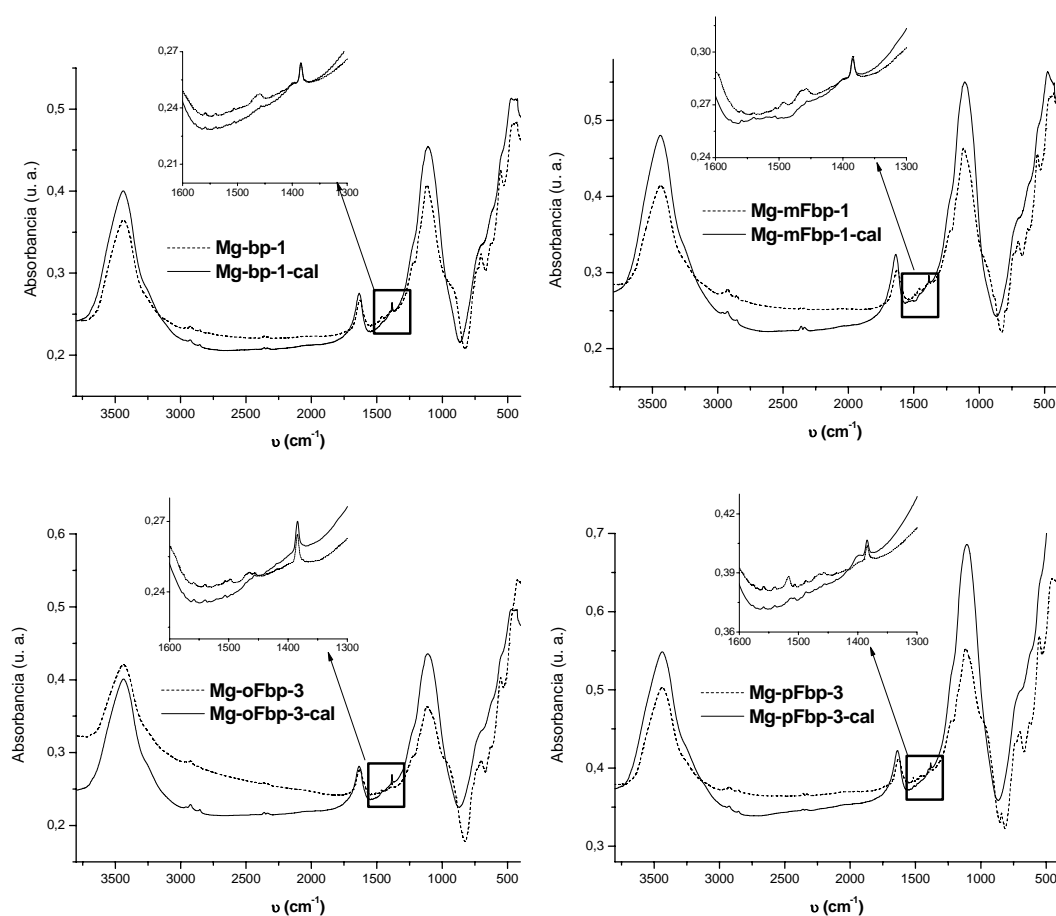 0,27
0,24
0,21
1600 1500 1400 1300
0,5
0,4
0,3
0,2
Absorbancia (u. a.)
Mg-bp-1
Mg-bp-1-cal
3500 3000 2500 2000 1500 1000 500
υ (cm⁻¹)
0,30
0,27
0,24
1600 1500 1400 1300
0,5
0,4
0,3
0,2
Absorbancia (u. a.)
Mg-mFbp-1
Mg-mFbp-1-cal
3500 3000 2500 2000 1500 1000 500
υ (cm⁻¹)
0,27
0,24
1600 1500 1400 1300
0,6
0,5
0,4
0,3
0,2
Absorbancia (u. a.)
Mg-oFbp-3
Mg-oFbp-3-cal
3500 3000 2500 2000 1500 1000 500
υ (cm⁻¹)
0,42
0,39
0,36
1600 1500 1400 1300
0,7
0,6
0,5
0,4
0,3
Absorbancia (u. a.)
Mg-pFbp-3
Mg-pFbp-3-cal
3500 3000 2500 2000 1500 1000 500
υ (cm⁻¹)